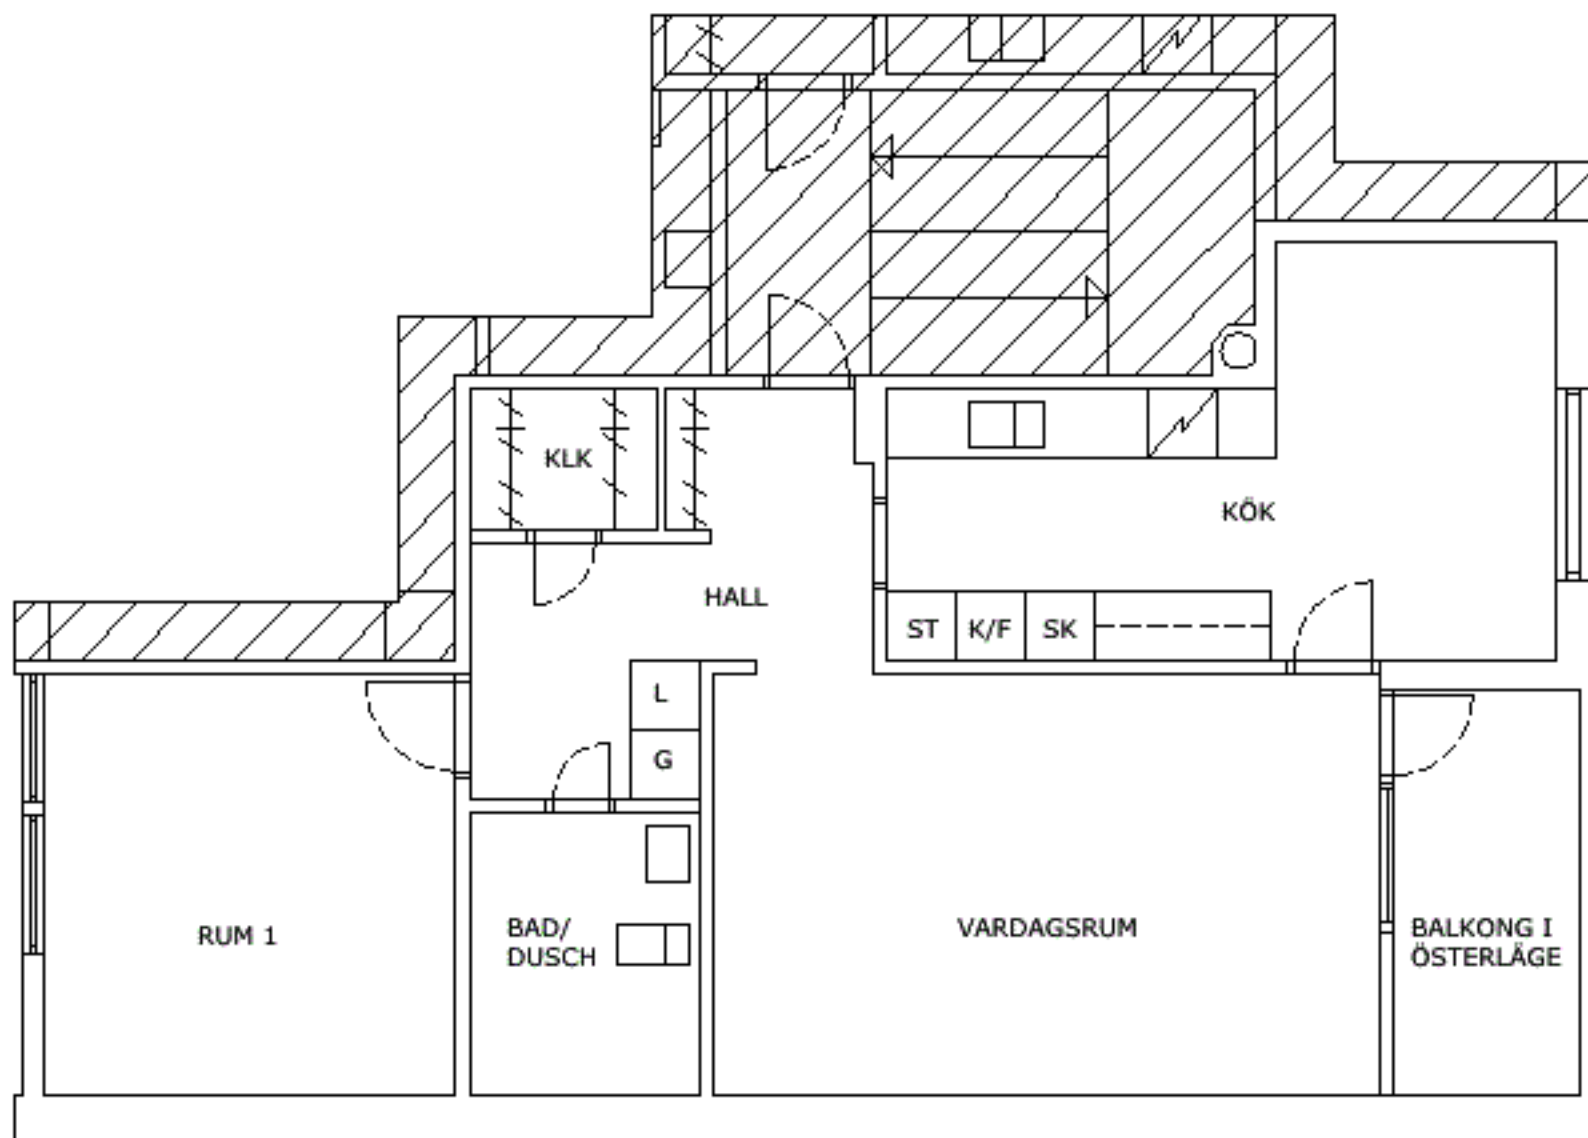 KLK
KÖK
HALL
ST K/F SK
L
G
RUM 1
BAD/
DUSCH
VARDAGSRUM
BALKONG I
ÖSTERLÄGE